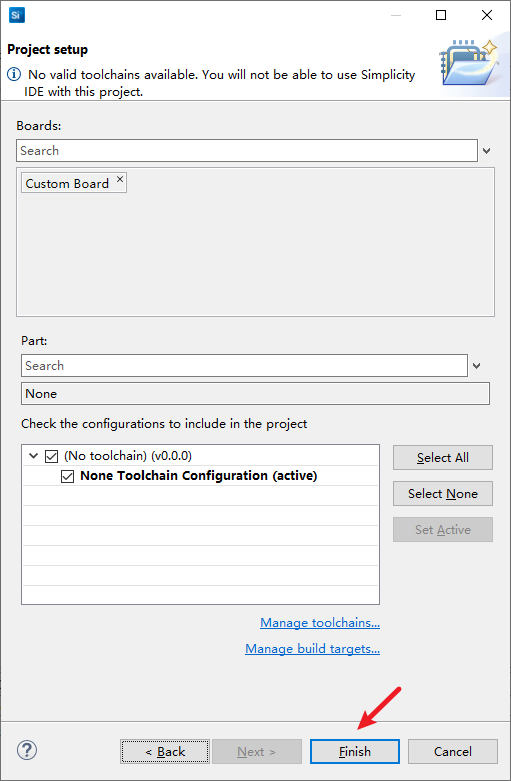 Si
Project setup
No valid toolchains available. You will not be able to use Simplicity
IDE with this project.
Boards:
Search
Custom Board ×
Part:
Search
None
Check the configurations to include in the project
(No toolchain) (v0.0.0)
None Toolchain Configuration (active)
Select All
Select None
Set Active
Manage toolchains...
Manage build targets...
? < Back Next > Finish Cancel